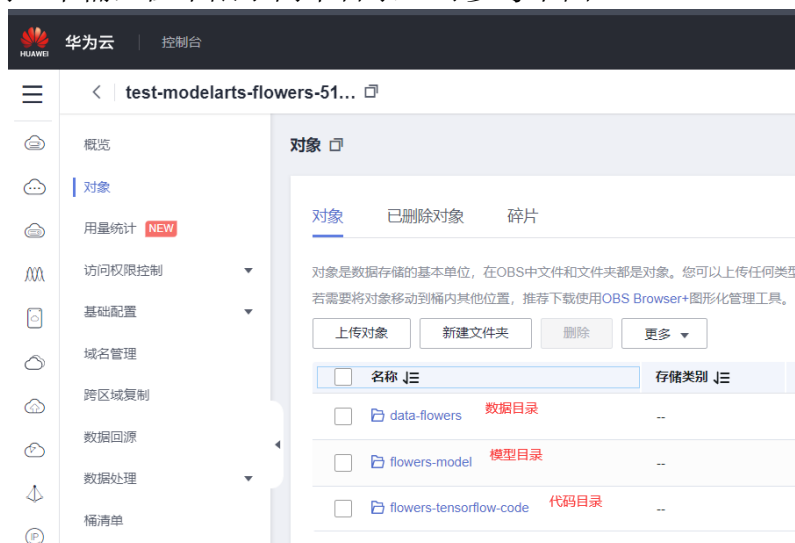 HUAWEI
华为云
控制台
test-modelarts-flowers-51...
概览
对象
用量统计 NEW
访问权限控制
基础配置
域名管理
跨区域复制
数据回源
数据处理
桶清单
对象
对象
已删除对象
碎片
对象是数据存储的基本单位，在OBS中文件和文件夹都是对象。您可以上传任何类型
若需要将对象移动到桶内其他位置，推荐下载使用OBS Browser+图形化管理工具。
上传对象
新建文件夹
删除
更多
名称
存储类别
data-flowers 数据目录 --
flowers-model 模型目录 --
flowers-tensorflow-code 代码目录 --